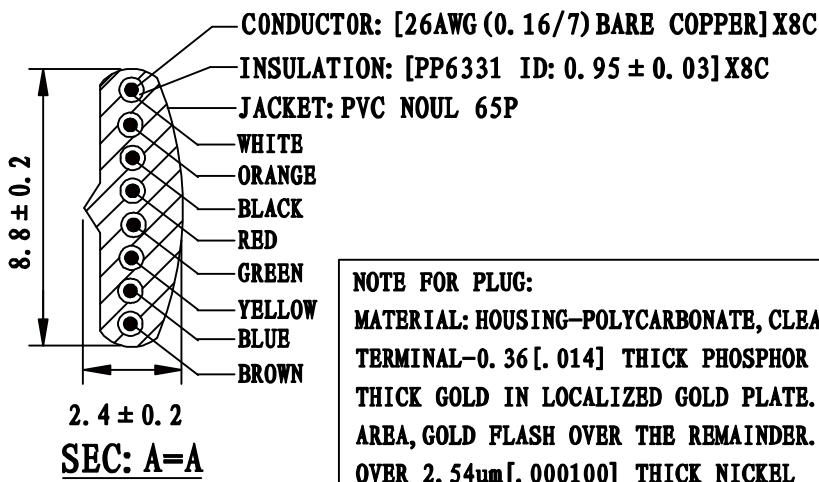 CONDUCTOR: [26AWG(0.16/7)BARE COPPER]X8C
INSULATION: [PP6331 ID:0.95±0.03]X8C
JACKET: PVC NOUL 65P
WHITE
ORANGE
BLACK
RED
GREEN
YELLOW
BLUE
BROWN
8.8±0.2
2.4±0.2
SEC: A=A
NOTE FOR PLUG:
MATERIAL: HOUSING-POLYCARBONATE, CLEA
TERMINAL-0.36[.014] THICK PHOSPHOR
THICK GOLD IN LOCALIZED GOLD PLATE.
AREA, GOLD FLASH OVER THE REMAINDER.
OVER 2.54um[.000100] THICK NICKEL